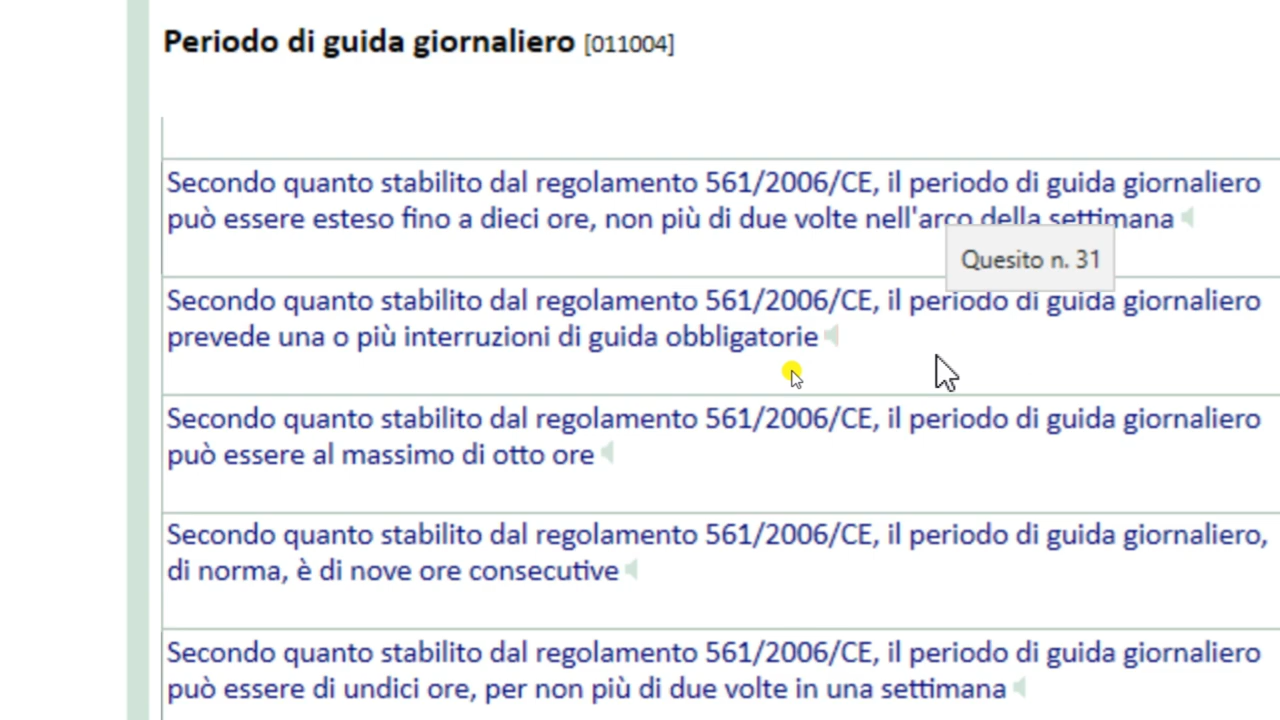 Periodo di guida giornaliero [011004]
Secondo quanto stabilito dal regolamento 561/2006/CE, il periodo di guida giornaliero
può essere esteso fino a dieci ore, non più di due volte nell'arco della settimana
Quesito n. 31
Secondo quanto stabilito dal regolamento 561/2006/CE, il periodo di guida giornaliero
prevede una o più interruzioni di guida obbligatorie
Secondo quanto stabilito dal regolamento 561/2006/CE, il periodo di guida giornaliero
può essere al massimo di otto ore
Secondo quanto stabilito dal regolamento 561/2006/CE, il periodo di guida giornaliero,
di norma, è di nove ore consecutive
Secondo quanto stabilito dal regolamento 561/2006/CE, il periodo di guida giornaliero
può essere di undici ore, per non più di due volte in una settimana